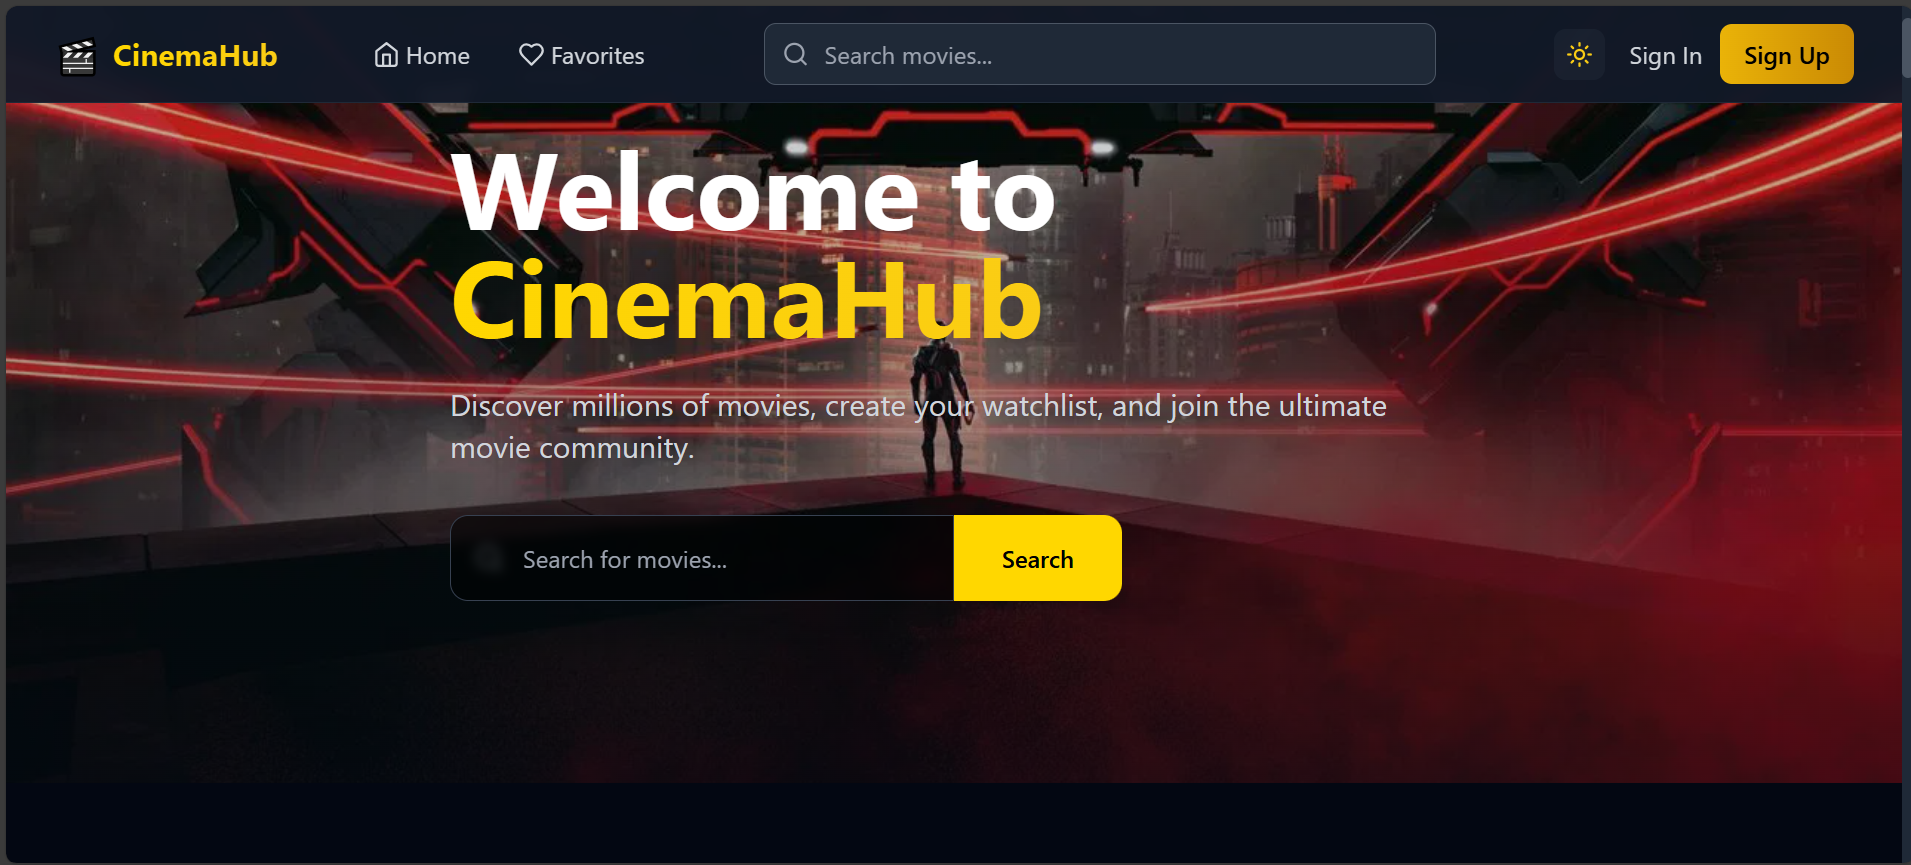 CinemaHub
Home
Favorites
Search movies...
Sign In
Sign Up
Welcome to
CinemaHub
Discover millions of movies, create your watchlist, and join the ultimate
movie community.
Search for movies...
Search